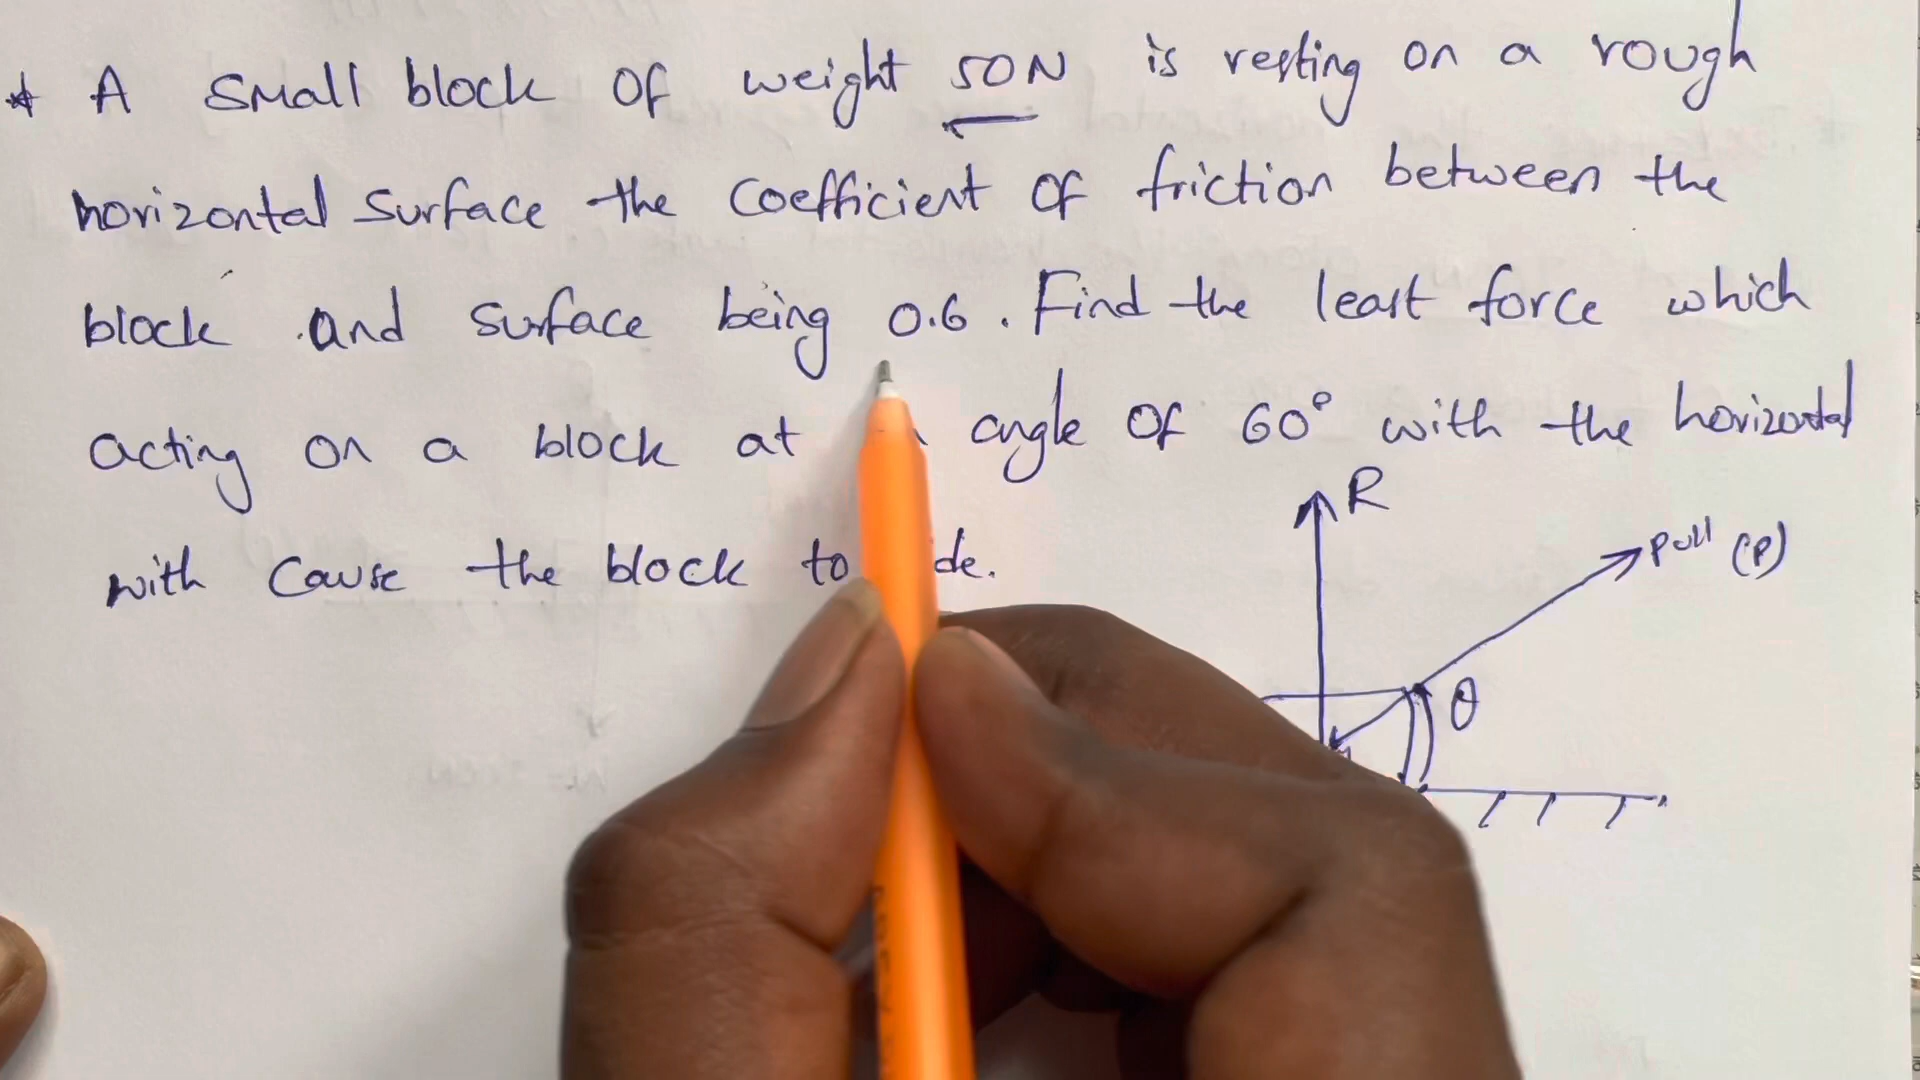 * A small block of weight 50N is resting on a rough
horizontal surface the coefficient of friction between the
block and surface being 0.6. Find the least force which
acting on a block at angle of 60° with the horizontal
with cause the block to
R
Pull (P)
θ